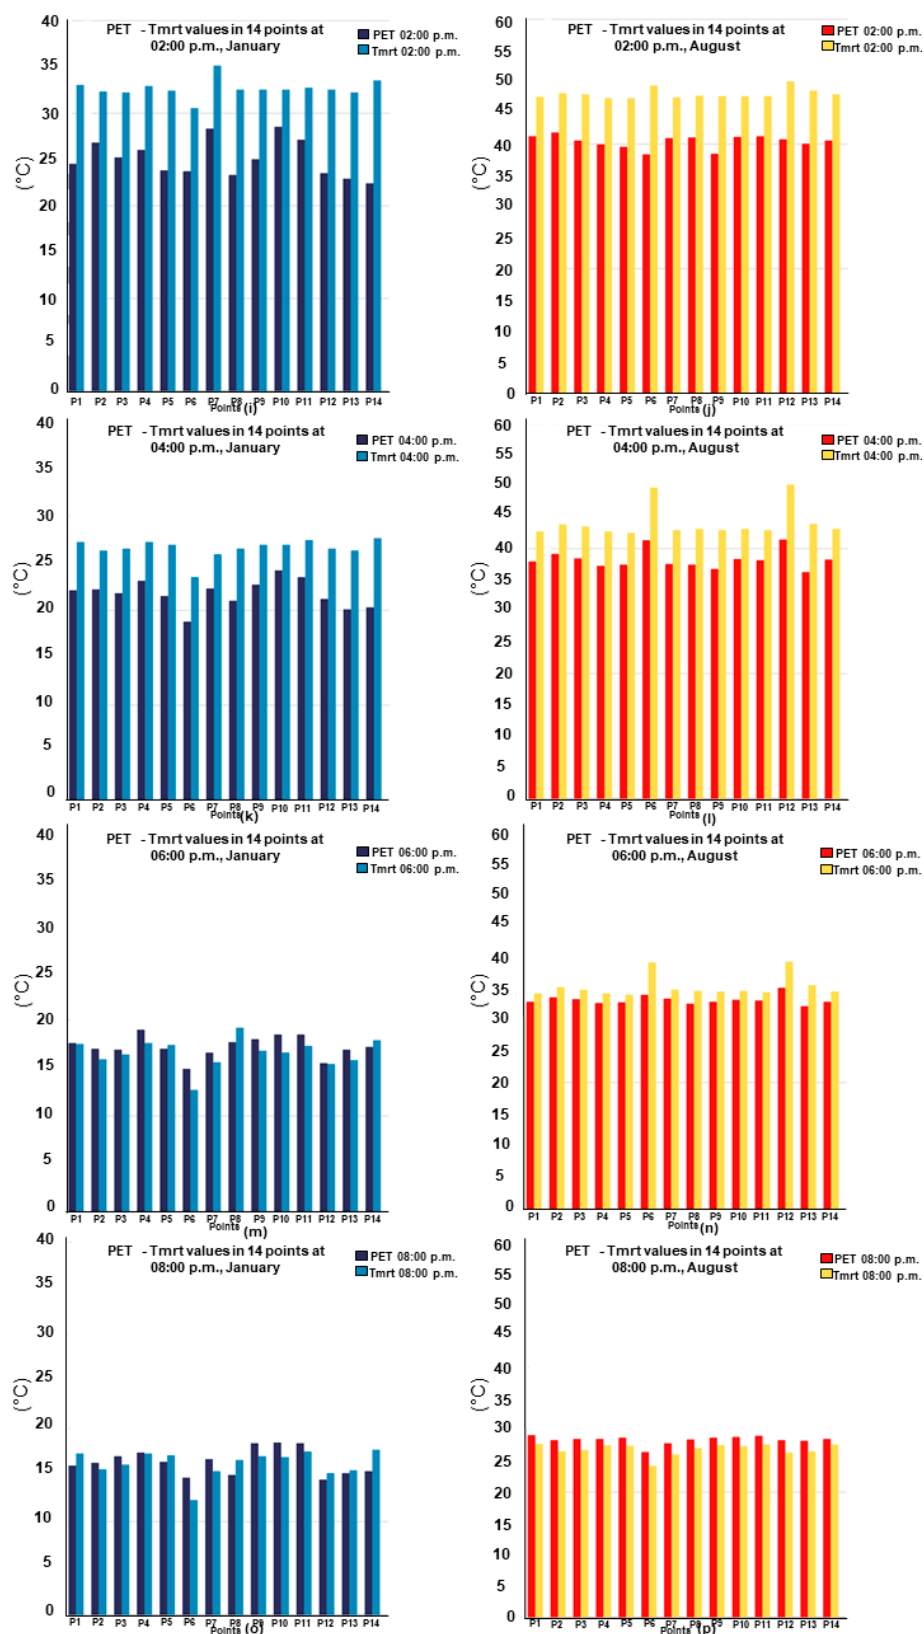 PET - Tmrt values in 14 points at
02:00 p.m., January
PET 02:00 p.m.
Tmrt 02:00 p.m.
40
35
30
25
20
15
10
5
0
(°C)
P1 P2 P3 P4 P5 P6 P7 P8 P9 P10 P11 P12 P13 P14
Points (i)
PET - Tmrt values in 14 points at
02:00 p.m., August
PET 02:00 p.m.
Tmrt 02:00 p.m.
60
55
50
45
40
35
30
25
20
15
10
5
0
(°C)
P1 P2 P3 P4 P5 P6 P7 P8 P9 P10 P11 P12 P13 P14
Points (j)
PET - Tmrt values in 14 points at
04:00 p.m., January
PET 04:00 p.m.
Tmrt 04:00 p.m.
40
35
30
25
20
15
10
5
0
(°C)
P1 P2 P3 P4 P5 P6 P7 P8 P9 P10 P11 P12 P13 P14
Points (k)
PET - Tmrt values in 14 points at
04:00 p.m., August
PET 04:00 p.m.
Tmrt 04:00 p.m.
60
55
50
45
40
35
30
25
20
15
10
5
0
(°C)
P1 P2 P3 P4 P5 P6 P7 P8 P9 P10 P11 P12 P13 P14
Points (l)
PET - Tmrt values in 14 points at
06:00 p.m., January
PET 06:00 p.m.
Tmrt 06:00 p.m.
40
35
30
25
20
15
10
5
0
(°C)
P1 P2 P3 P4 P5 P6 P7 P8 P9 P10 P11 P12 P13 P14
Points (m)
PET - Tmrt values in 14 points at
06:00 p.m., August
PET 06:00 p.m.
Tmrt 06:00 p.m.
60
55
50
45
40
35
30
25
20
15
10
5
0
(°C)
P1 P2 P3 P4 P5 P6 P7 P8 P9 P10 P11 P12 P13 P14
Points (n)
PET - Tmrt values in 14 points at
08:00 p.m., January
PET 08:00 p.m.
Tmrt 08:00 p.m.
40
35
30
25
20
15
10
5
0
(°C)
P1 P2 P3 P4 P5 P6 P7 P8 P9 P10 P11 P12 P13 P14
Points (o)
PET - Tmrt values in 14 points at
08:00 p.m., August
PET 08:00 p.m.
Tmrt 08:00 p.m.
60
55
50
45
40
35
30
25
20
15
10
5
0
(°C)
P1 P2 P3 P4 P5 P6 P7 P8 P9 P10 P11 P12 P13 P14
Points (p)